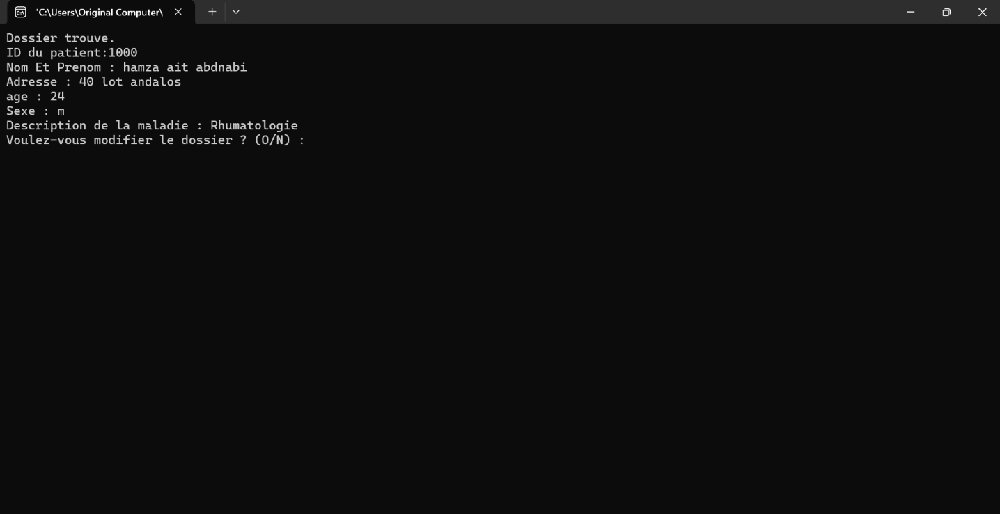 "C:\Users\Original Computer\
Dossier trouve.
ID du patient:1000
Nom Et Prenom : hamza ait abdnabi
Adresse : 40 lot andalos
age : 24
Sexe : m
Description de la maladie : Rhumatologie
Voulez-vous modifier le dossier ? (O/N) :